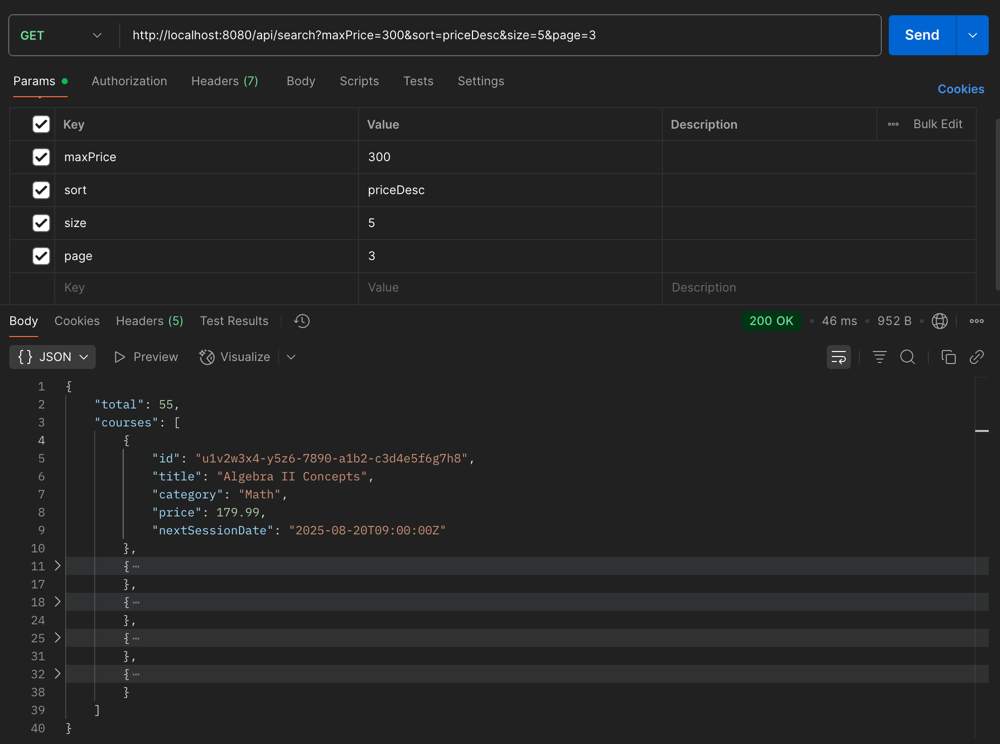 GET http://localhost:8080/api/search?maxPrice=300&sort=priceDesc&size=5&page=3 Send
Params Authorization Headers (7) Body Scripts Tests Settings Cookies
Key Value Description ••• Bulk Edit
maxPrice 300
sort priceDesc
size 5
page 3
Key Value Description
Body Cookies Headers (5) Test Results 200 OK • 46 ms • 952 B •••
{} JSON Preview Visualize
1 {
2 "total": 55,
3 "courses": [
4 {
5 "id": "u1v2w3x4-y5z6-7890-a1b2-c3d4e5f6g7h8",
6 "title": "Algebra II Concepts",
7 "category": "Math",
8 "price": 179.99,
9 "nextSessionDate": "2025-08-20T09:00:00Z"
10 },
11 {⋯
17 },
18 {⋯
24 },
25 {⋯
31 },
32 {⋯
38 }
39 ]
40 }